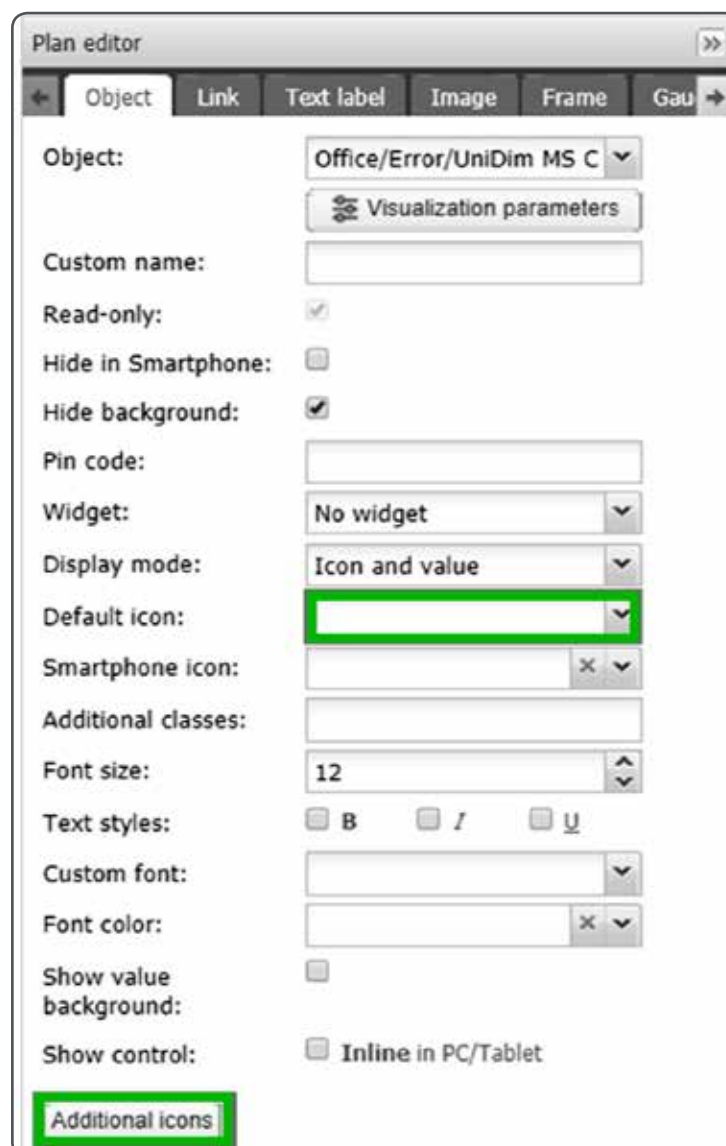 Plan editor
Object Link Text label Image Frame Gau
Object: Office/Error/UniDim MS C
Visualization parameters
Custom name:
Read-only:
Hide in Smartphone:
Hide background:
Pin code:
Widget: No widget
Display mode: Icon and value
Default icon:
Smartphone icon:
Additional classes:
Font size: 12
Text styles: B I U
Custom font:
Font color:
Show value
background:
Show control: Inline in PC/Tablet
Additional icons